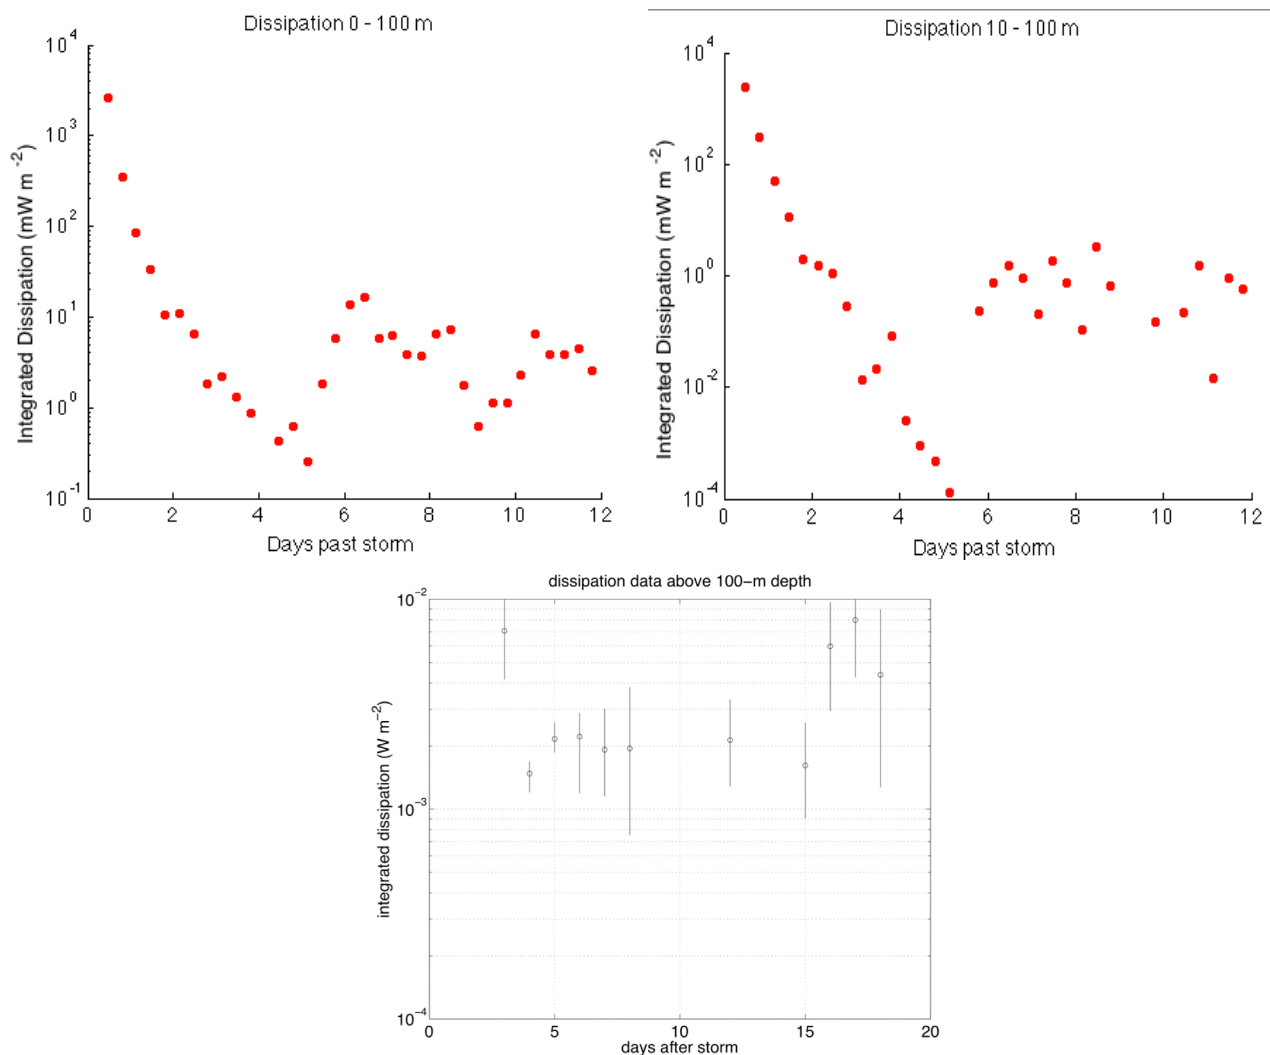 Dissipation 0 - 100 m
10^4
10^3
10^2
10^1
10^0
10^-1
Integrated Dissipation (mW m^-2)
0 2 4 6 8 10 12
Days past storm
Dissipation 10 - 100 m
10^4
10^2
10^0
10^-2
10^-4
Integrated Dissipation (mW m^-2)
0 2 4 6 8 10 12
Days past storm
dissipation data above 100−m depth
10^−2
10^−3
10^−4
integrated dissipation (W m^−2)
0 5 10 15 20
days after storm